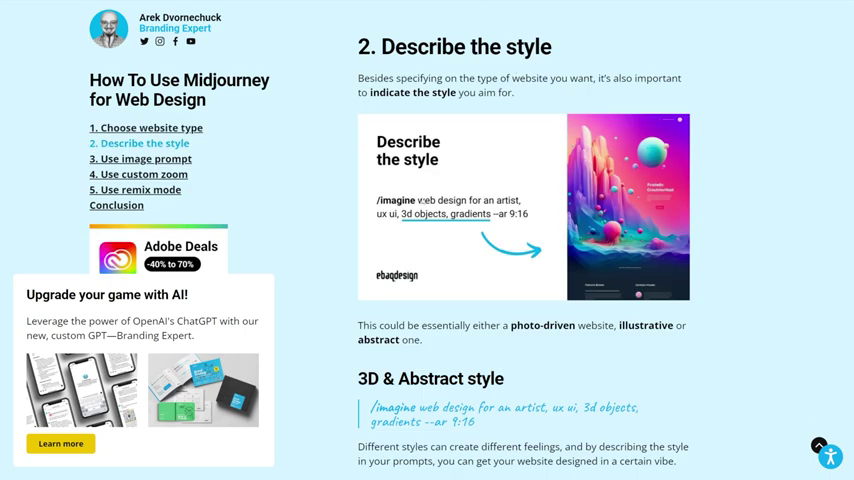 Arek Dvornechuck
Branding Expert
How To Use Midjourney
for Web Design
1. Choose website type
2. Describe the style
3. Use image prompt
4. Use custom zoom
5. Use remix mode
Conclusion
Adobe Deals
-40% to 70%
Upgrade your game with AI!
Leverage the power of OpenAI's ChatGPT with our
new, custom GPT—Branding Expert.
Learn more
2. Describe the style
Besides specifying on the type of website you want, it's also important
to indicate the style you aim for.
Describe
the style
/imagine web design for an artist,
ux ui, 3d objects, gradients --ar 9:16
ebaqdesign
This could be essentially either a photo-driven website, illustrative or
abstract one.
3D & Abstract style
/imagine web design for an artist, ux ui, 3d objects,
gradients --ar 9:16
Different styles can create different feelings, and by describing the style
in your prompts, you can get your website designed in a certain vibe.